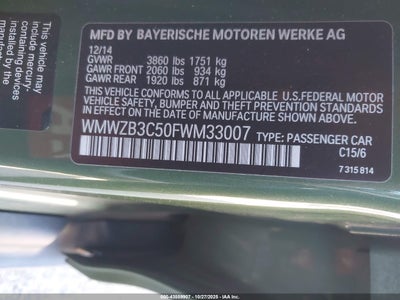 This unit may
include mercury-
containing
devices
installed
MFD BY BAYERISCHE MOTOREN WERKE AG
12/14
GVWR 3860 lbs 1751 kg
GAWR FRONT 2060 lbs 934 kg
GAWR REAR 1920 lbs 871 kg
THIS VEHICLE CONFORMS TO ALL APPLICABLE U.S.FEDERAL MOTOR
VEHICLE SAFETY, BUMPER, AND THEFT PREVENTION STANDARDS
IN EFFECT ON THE DATE OF MANUFACTURE SHOWN ABOVE.
WMWZB3C50FWM33007 TYPE: PASSENGER CAR
C15/6
7 315 814